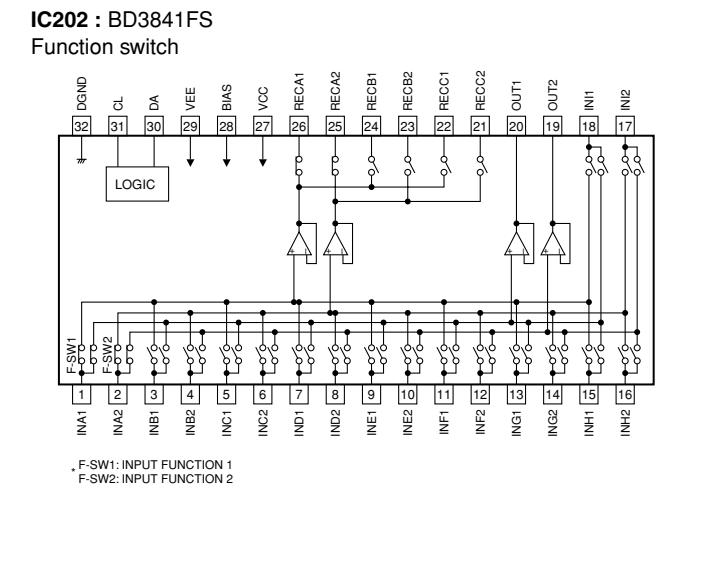 IC202 : BD3841FS
Function switch
DGND CL DA VEE BIAS VCC RECA1 RECA2 RECB1 RECB2 RECC1 RECC2 OUT1 OUT2 INI1 INI2
32 31 30 29 28 27 26 25 24 23 22 21 20 19 18 17
LOGIC
+ − + − + − + −
F-SW1 F-SW2
1 2 3 4 5 6 7 8 9 10 11 12 13 14 15 16
INA1 INA2 INB1 INB2 INC1 INC2 IND1 IND2 INE1 INE2 INF1 INF2 ING1 ING2 INH1 INH2
* F-SW1: INPUT FUNCTION 1
F-SW2: INPUT FUNCTION 2